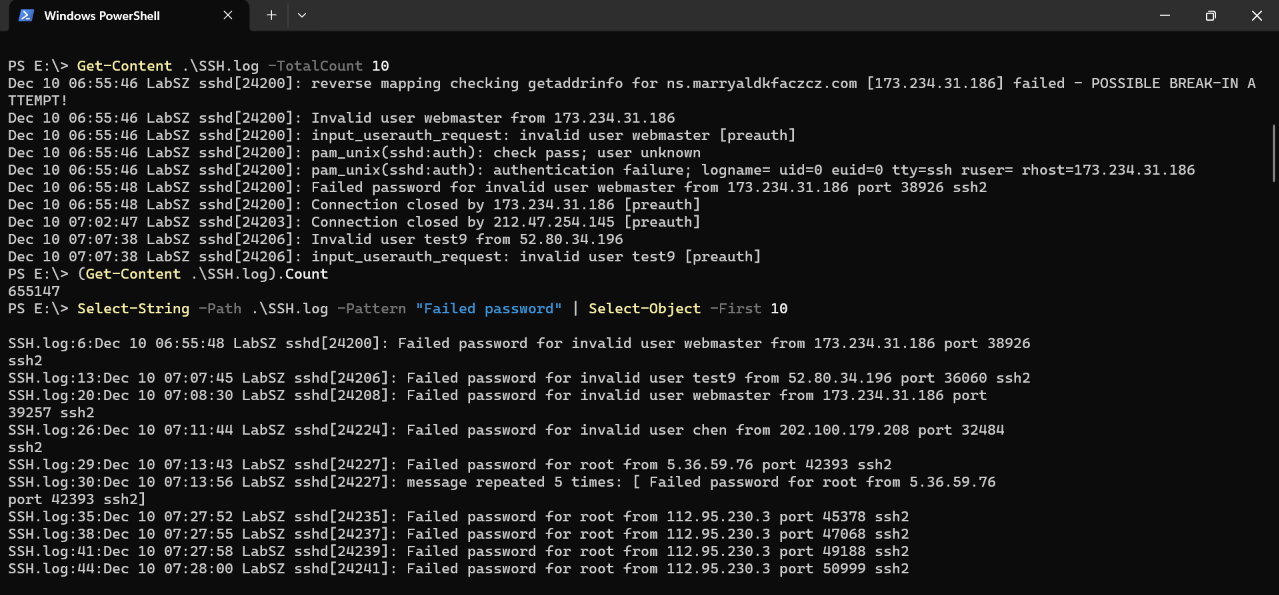 Windows PowerShell
PS E:\> Get-Content .\SSH.log -TotalCount 10
Dec 10 06:55:46 LabSZ sshd[24200]: reverse mapping checking getaddrinfo for ns.marryaldkfaczcz.com [173.234.31.186] failed - POSSIBLE BREAK-IN A
TTEMPT!
Dec 10 06:55:46 LabSZ sshd[24200]: Invalid user webmaster from 173.234.31.186
Dec 10 06:55:46 LabSZ sshd[24200]: input_userauth_request: invalid user webmaster [preauth]
Dec 10 06:55:46 LabSZ sshd[24200]: pam_unix(sshd:auth): check pass; user unknown
Dec 10 06:55:46 LabSZ sshd[24200]: pam_unix(sshd:auth): authentication failure; logname= uid=0 euid=0 tty=ssh ruser= rhost=173.234.31.186
Dec 10 06:55:48 LabSZ sshd[24200]: Failed password for invalid user webmaster from 173.234.31.186 port 38926 ssh2
Dec 10 06:55:48 LabSZ sshd[24200]: Connection closed by 173.234.31.186 [preauth]
Dec 10 07:02:47 LabSZ sshd[24203]: Connection closed by 212.47.254.145 [preauth]
Dec 10 07:07:38 LabSZ sshd[24206]: Invalid user test9 from 52.80.34.196
Dec 10 07:07:38 LabSZ sshd[24206]: input_userauth_request: invalid user test9 [preauth]
PS E:\> (Get-Content .\SSH.log).Count
655147
PS E:\> Select-String -Path .\SSH.log -Pattern "Failed password" | Select-Object -First 10
SSH.log:6:Dec 10 06:55:48 LabSZ sshd[24200]: Failed password for invalid user webmaster from 173.234.31.186 port 38926
ssh2
SSH.log:13:Dec 10 07:07:45 LabSZ sshd[24206]: Failed password for invalid user test9 from 52.80.34.196 port 36060 ssh2
SSH.log:20:Dec 10 07:08:30 LabSZ sshd[24208]: Failed password for invalid user webmaster from 173.234.31.186 port
39257 ssh2
SSH.log:26:Dec 10 07:11:44 LabSZ sshd[24224]: Failed password for invalid user chen from 202.100.179.208 port 32484
ssh2
SSH.log:29:Dec 10 07:13:43 LabSZ sshd[24227]: Failed password for root from 5.36.59.76 port 42393 ssh2
SSH.log:30:Dec 10 07:13:56 LabSZ sshd[24227]: message repeated 5 times: [ Failed password for root from 5.36.59.76
port 42393 ssh2]
SSH.log:35:Dec 10 07:27:52 LabSZ sshd[24235]: Failed password for root from 112.95.230.3 port 45378 ssh2
SSH.log:38:Dec 10 07:27:55 LabSZ sshd[24237]: Failed password for root from 112.95.230.3 port 47068 ssh2
SSH.log:41:Dec 10 07:27:58 LabSZ sshd[24239]: Failed password for root from 112.95.230.3 port 49188 ssh2
SSH.log:44:Dec 10 07:28:00 LabSZ sshd[24241]: Failed password for root from 112.95.230.3 port 50999 ssh2